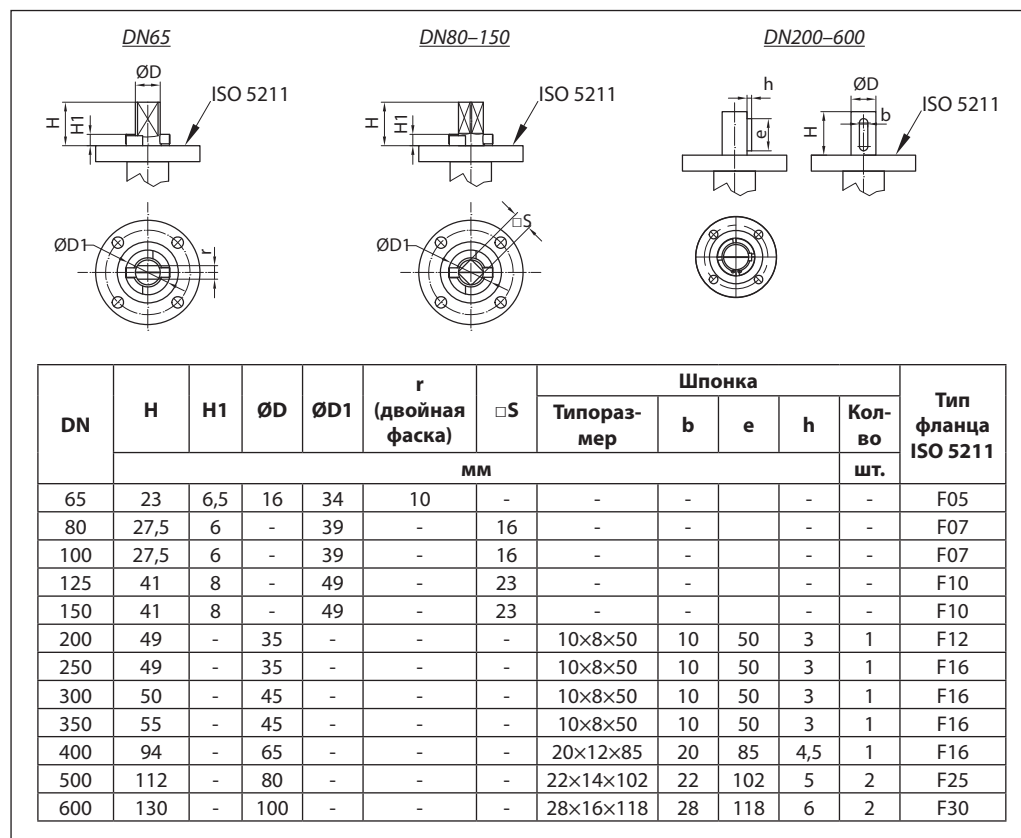 DN65
DN80–150
DN200–600
ØD
ISO 5211
H
H1
ØD1
r
ISO 5211
H
H1
□S
ØD1
h
e
ØD
b
H
ISO 5211
DN H H1 ØD ØD1 r (двойная фаска) □S Шпонка Тип фланца ISO 5211
Типораз-мер b e h Кол-во
мм шт.
65 23 6,5 16 34 10 - - - - - F05
80 27,5 6 - 39 - 16 - - - - - F07
100 27,5 6 - 39 - 16 - - - - - F07
125 41 8 - 49 - 23 - - - - - F10
150 41 8 - 49 - 23 - - - - - F10
200 49 - 35 - - - 10×8×50 10 50 3 1 F12
250 49 - 35 - - - 10×8×50 10 50 3 1 F16
300 50 - 45 - - - 10×8×50 10 50 3 1 F16
350 55 - 45 - - - 10×8×50 10 50 3 1 F16
400 94 - 65 - - - 20×12×85 20 85 4,5 1 F16
500 112 - 80 - - - 22×14×102 22 102 5 2 F25
600 130 - 100 - - - 28×16×118 28 118 6 2 F30